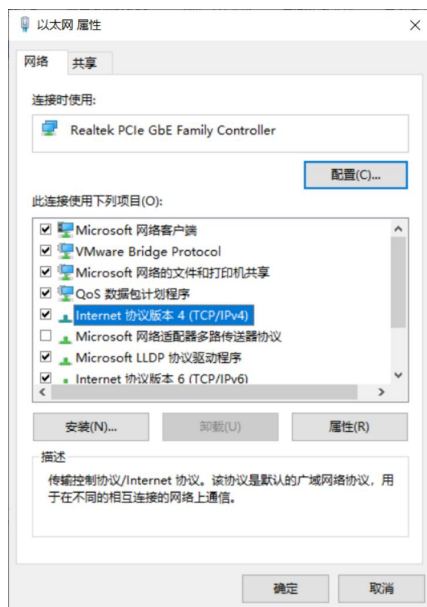 以太网 属性
网络 共享
连接时使用:
Realtek PCIe GbE Family Controller
配置(C)...
此连接使用下列项目(O):
Microsoft 网络客户端
VMware Bridge Protocol
Microsoft 网络的文件和打印机共享
QoS 数据包计划程序
Internet 协议版本 4 (TCP/IPv4)
Microsoft 网络适配器多路传送器协议
Microsoft LLDP 协议驱动程序
Internet 协议版本 6 (TCP/IPv6)
安装(N)... 卸载(U) 属性(R)
描述
传输控制协议/Internet 协议。该协议是默认的广域网络协议，用
于在不同的相互连接的网络上通信。
确定 取消